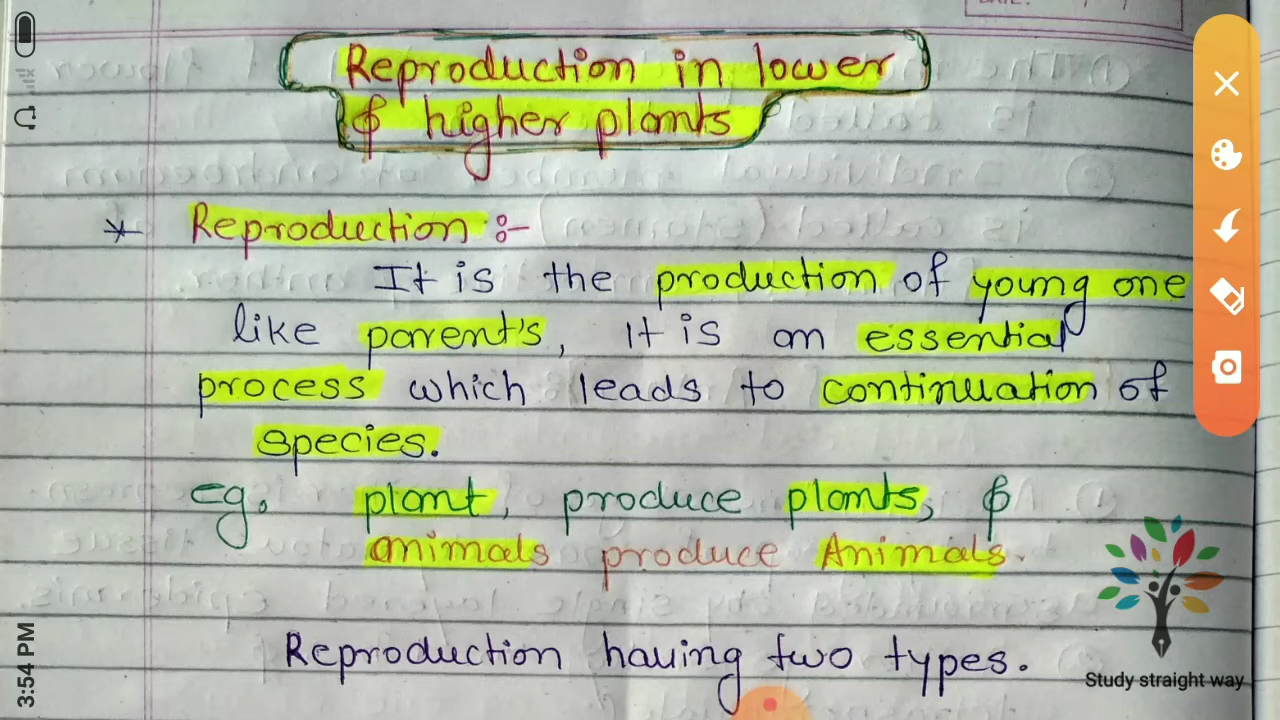 Reproduction in lower
& higher plants
* Reproduction :-
It is the production of young one
like parent's, it is an essential
process which leads to continuation of
species.
eg. plant, produce plants, &
animals produce Animals.
Reproduction having two types.
Study straight way
3:54 PM